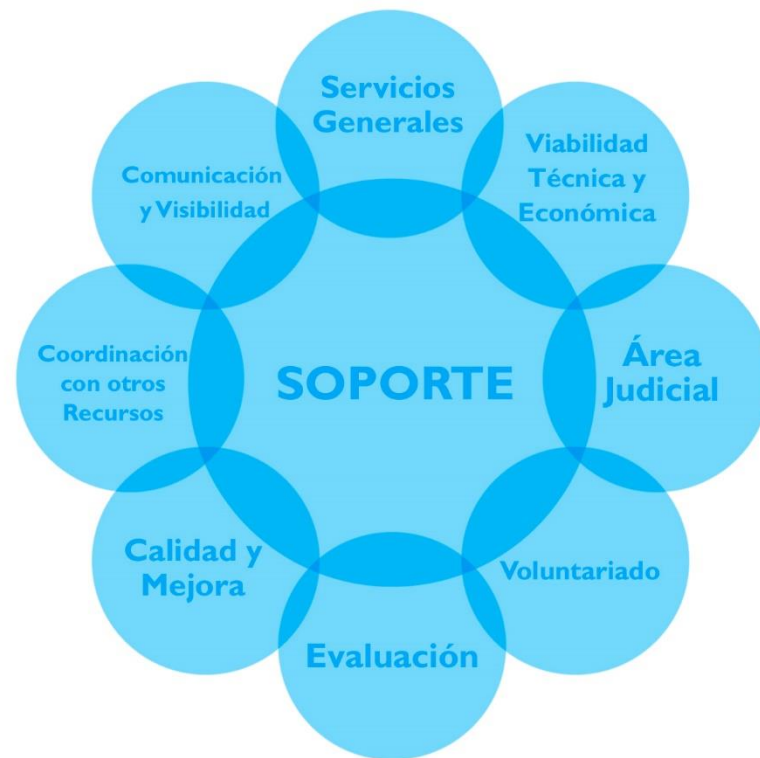 Servicios
Generales
Viabilidad
Técnica y
Económica
Comunicación
y Visibilidad
Coordinación
con otros
Recursos
SOPORTE
Área
Judicial
Calidad y
Mejora
Voluntariado
Evaluación